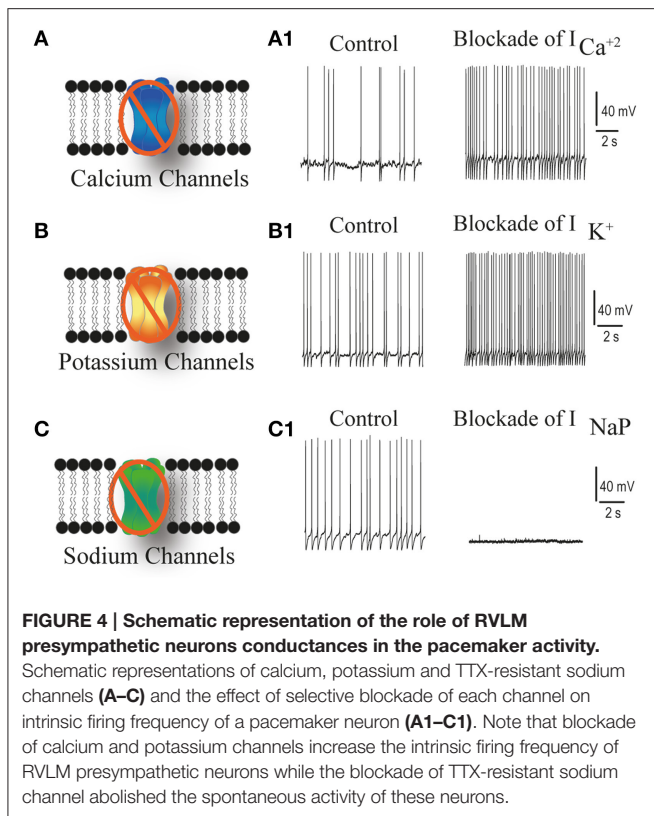 A
Calcium Channels
A1
Control
Blockade of I Ca+2
40 mV
2 s
B
Potassium Channels
B1
Control
Blockade of I K+
40 mV
2 s
C
Sodium Channels
C1
Control
Blockade of I NaP
40 mV
2 s
FIGURE 4 | Schematic representation of the role of RVLM
presympathetic neurons conductances in the pacemaker activity.
Schematic representations of calcium, potassium and TTX-resistant sodium
channels (A–C) and the effect of selective blockade of each channel on
intrinsic firing frequency of a pacemaker neuron (A1–C1). Note that blockade
of calcium and potassium channels increase the intrinsic firing frequency of
RVLM presympathetic neurons while the blockade of TTX-resistant sodium
channel abolished the spontaneous activity of these neurons.